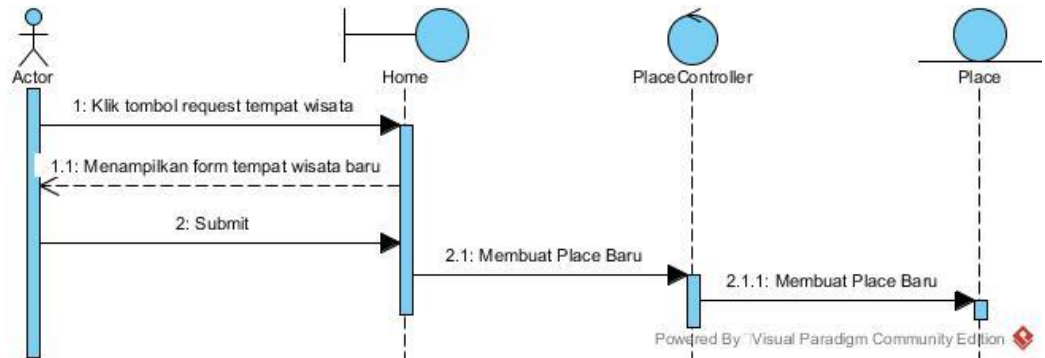 Actor
Home
PlaceController
Place
1: Klik tombol request tempat wisata
1.1: Menampilkan form tempat wisata baru
2: Submit
2.1: Membuat Place Baru
2.1.1: Membuat Place Baru
Powered By Visual Paradigm Community Edition